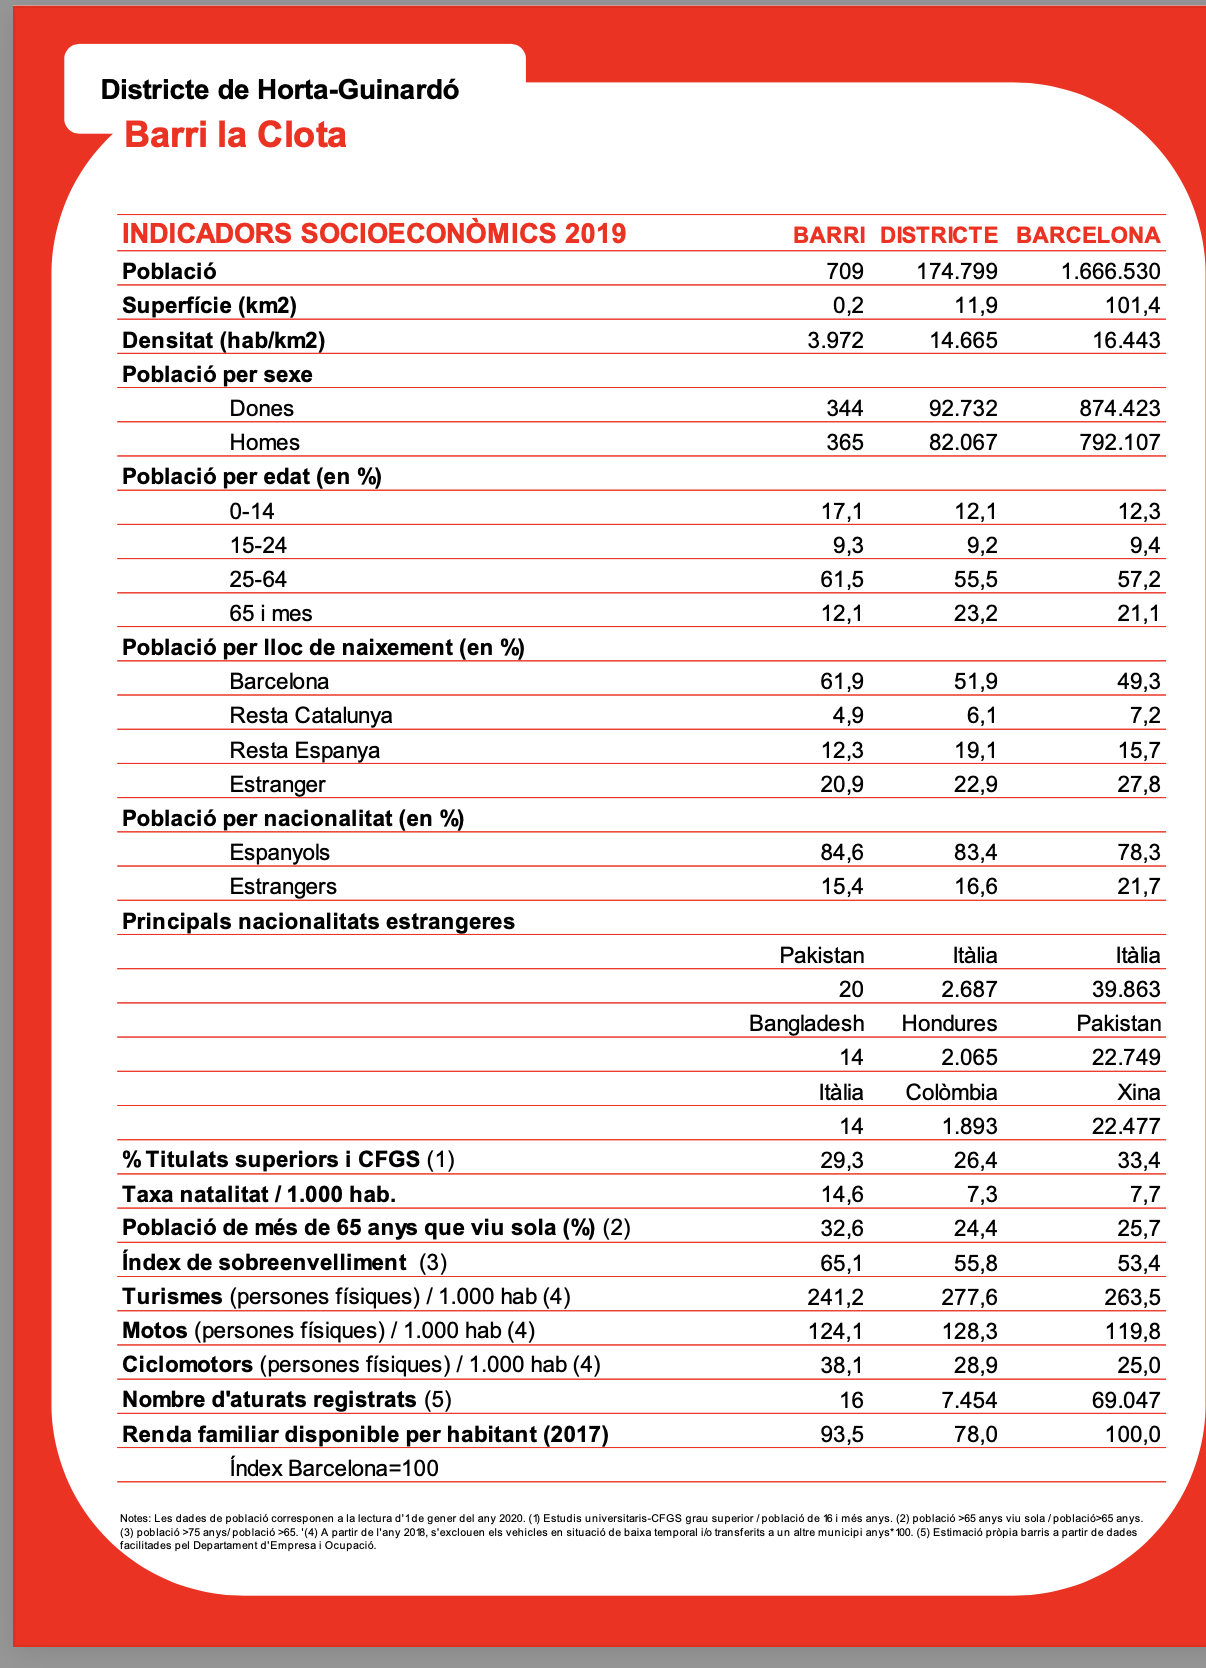 Districte de Horta-Guinardó
Barri la Clota
INDICADORS SOCIOECONÒMICS 2019 BARRI DISTRICTE BARCELONA
Població 709 174.799 1.666.530
Superfície (km2) 0,2 11,9 101,4
Densitat (hab/km2) 3.972 14.665 16.443
Població per sexe
Dones 344 92.732 874.423
Homes 365 82.067 792.107
Població per edat (en %)
0-14 17,1 12,1 12,3
15-24 9,3 9,2 9,4
25-64 61,5 55,5 57,2
65 i mes 12,1 23,2 21,1
Població per lloc de naixement (en %)
Barcelona 61,9 51,9 49,3
Resta Catalunya 4,9 6,1 7,2
Resta Espanya 12,3 19,1 15,7
Estranger 20,9 22,9 27,8
Població per nacionalitat (en %)
Espanyols 84,6 83,4 78,3
Estrangers 15,4 16,6 21,7
Principals nacionalitats estrangeres
Pakistan Itàlia Itàlia
20 2.687 39.863
Bangladesh Hondures Pakistan
14 2.065 22.749
Itàlia Colòmbia Xina
14 1.893 22.477
% Titulats superiors i CFGS (1) 29,3 26,4 33,4
Taxa natalitat / 1.000 hab. 14,6 7,3 7,7
Població de més de 65 anys que viu sola (%) (2) 32,6 24,4 25,7
Índex de sobreenvelliment (3) 65,1 55,8 53,4
Turismes (persones físiques) / 1.000 hab (4) 241,2 277,6 263,5
Motos (persones físiques) / 1.000 hab (4) 124,1 128,3 119,8
Ciclomotors (persones físiques) / 1.000 hab (4) 38,1 28,9 25,0
Nombre d'aturats registrats (5) 16 7.454 69.047
Renda familiar disponible per habitant (2017) 93,5 78,0 100,0
Índex Barcelona=100
Notes: Les dades de població corresponen a la lectura d'1 de gener del any 2020. (1) Estudis universitaris-CFGS grau superior / població de 16 i més anys. (2) població >65 anys viu sola / població>65 anys.
(3) població >75 anys/ població >65. '(4) A partir de l'any 2018, s'exclouen els vehicles en situació de baixa temporal i/o transferits a un altre municipi anys*100. (5) Estimació pròpia barris a partir de dades
facilitades pel Departament d'Empresa i Ocupació.